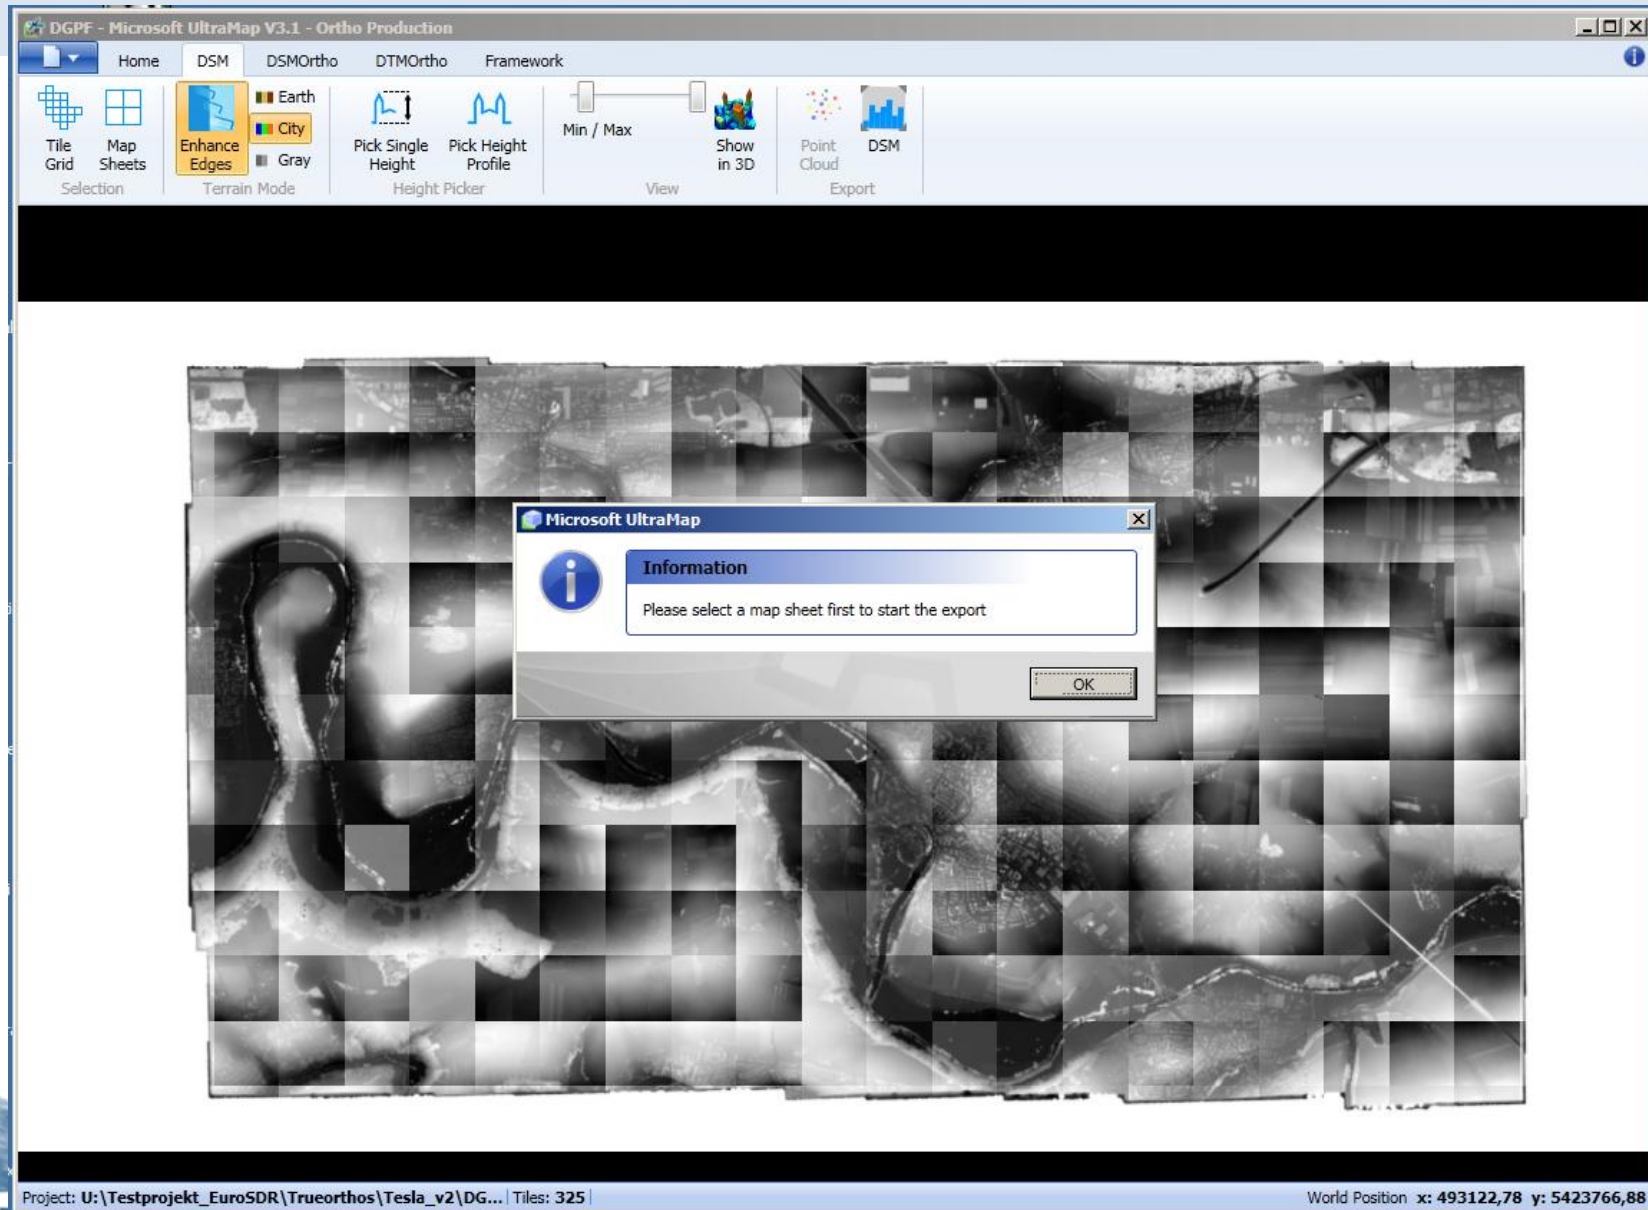 DGPF - Microsoft UltraMap V3.1 - Ortho Production
Home DSM DSMOrtho DTMOrtho Framework
Tile Grid
Map Sheets
Selection
Enhance Edges
Earth
City
Gray
Terrain Mode
Pick Single Height
Pick Height Profile
Height Picker
Min / Max
Show in 3D
View
Point Cloud
DSM
Export
Microsoft UltraMap
Information
Please select a map sheet first to start the export
OK
Project: U:\Testprojekt_EuroSDR\Trueorthos\Tesla_v2\DG... Tiles: 325 World Position x: 493122,78 y: 5423766,88